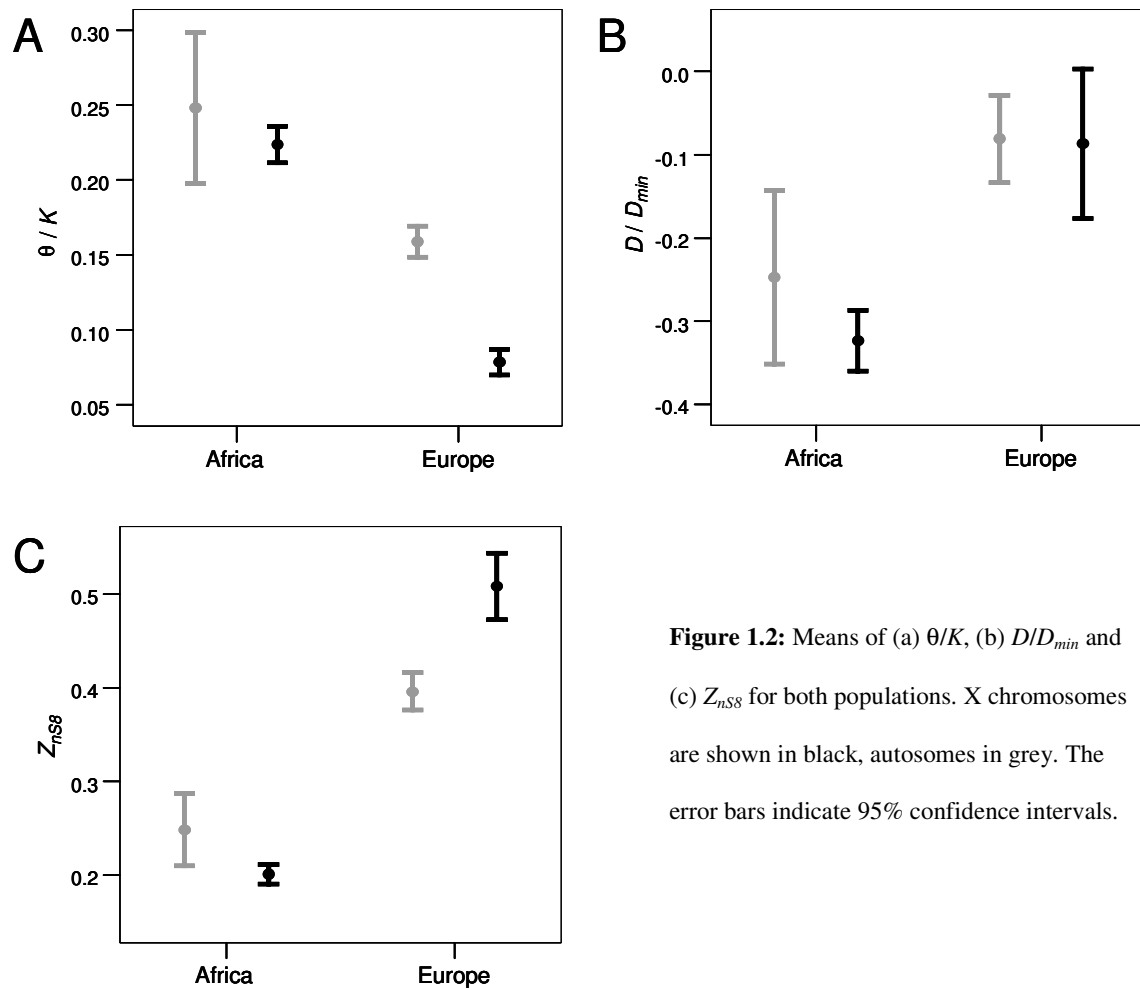 A
θ / K
0.30
0.25
0.20
0.15
0.10
0.05
Africa Europe
B
D / Dmin
0.0
-0.1
-0.2
-0.3
-0.4
Africa Europe
C
ZnS8
0.5
0.4
0.3
0.2
Africa Europe
Figure 1.2: Means of (a) θ/K, (b) D/Dmin and
(c) ZnS8 for both populations. X chromosomes
are shown in black, autosomes in grey. The
error bars indicate 95% confidence intervals.